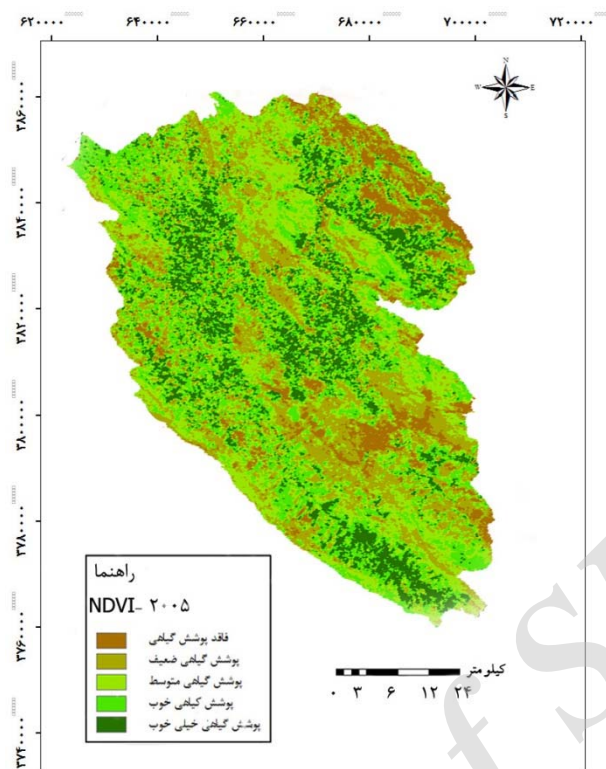 ۶۲۰۰۰۰ ۶۴۰۰۰۰ ۶۶۰۰۰۰ ۶۸۰۰۰۰ ۷۰۰۰۰۰ ۷۲۰۰۰۰
N
W E
S
۳۸۶۰۰۰۰
۳۸۴۰۰۰۰
۳۸۲۰۰۰۰
۳۸۰۰۰۰۰
۳۷۸۰۰۰۰
۳۷۶۰۰۰۰
۳۷۴۰۰۰۰
راهنما
NDVI- ۲۰۰۵
فاقد پوشش گیاهی
پوشش گیاهی ضعیف
پوشش گیاهی متوسط
پوشش گیاهی خوب
پوشش گیاهی خیلی خوب
کیلومتر
۰ ۳ ۶ ۱۲ ۲۴
f S